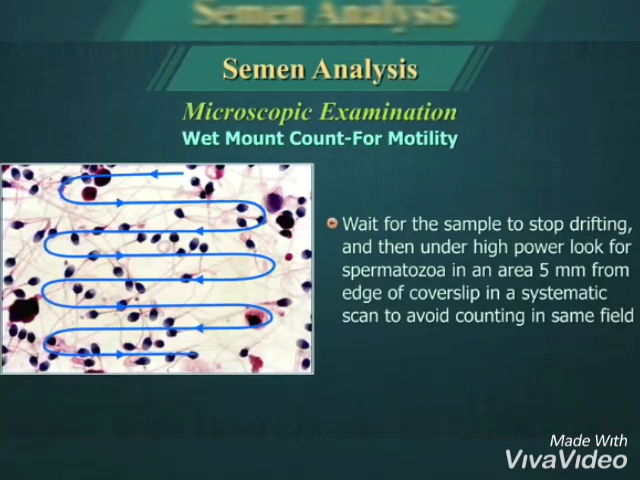 Semen Analysis
Semen Analysis
Microscopic Examination
Wet Mount Count-For Motility
Wait for the sample to stop drifting,
and then under high power look for
spermatozoa in an area 5 mm from
edge of coverslip in a systematic
scan to avoid counting in same field
Made With
VivaVideo